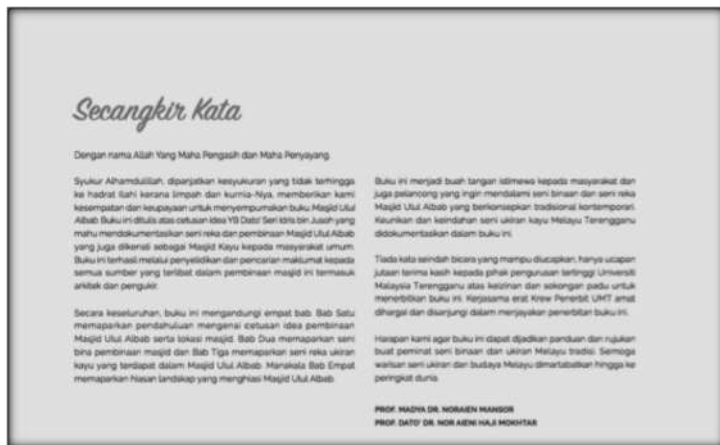 Secangkir Kata
Dengan nama Allah Yang Maha Pengasih dan Maha Penyayang.
Syukur Alhamdulillah, dipanjatkan kesyukuran yang tidak terhingga
ke hadrat Ilahi kerana limpah dan kurnia-Nya, memberikan kami
kesempatan dan keupayaan untuk menyempurnakan buku Masjid Ulul
Albab. Buku ini ditulis atas cetusan idea YB Dato' Seri Idris bin Jusoh yang
mahu mendokumentasikan seni reka dan pembinaan Masjid Ulul Albab
yang juga dikenali sebagai Masjid Kayu kepada masyarakat umum.
Buku ini terhasil melalui penyelidikan dan pencarian maklumat kepada
semua sumber yang terlibat dalam pembinaan masjid ini termasuk
arkitek dan pengukir.
Secara keseluruhan, buku ini mengandungi empat bab. Bab Satu
memaparkan pendahuluan mengenai cetusan idea pembinaan
Masjid Ulul Albab serta lokasi masjid. Bab Dua memaparkan seni
bina pembinaan masjid dan Bab Tiga memaparkan seni reka ukiran
kayu yang terdapat dalam Masjid Ulul Albab. Manakala Bab Empat
memaparkan hiasan landskap yang menghiasi Masjid Ulul Albab.
Buku ini menjadi buah tangan istimewa kepada masyarakat dan
juga pelancong yang ingin mendalami seni binaan dan seni reka
Masjid Ulul Albab yang berkonsepkan tradisional kontemporari.
Keunikan dan keindahan seni ukiran kayu Melayu Terengganu
didokumentasikan dalam buku ini.
Tiada kata seindah bicara yang mampu diucapkan, hanya ucapan
jutaan terima kasih kepada pihak pengurusan tertinggi Universiti
Malaysia Terengganu atas keizinan dan sokongan padu untuk
menerbitkan buku ini. Kerjasama erat Krew Penerbit UMT amat
dihargai dan disanjungi dalam menjayakan penerbitan buku ini.
Harapan kami agar buku ini dapat dijadikan panduan dan rujukan
buat peminat seni binaan dan ukiran Melayu tradisi. Semoga
warisan seni ukiran dan budaya Melayu dimartabatkan hingga ke
peringkat dunia.
PROF. MADYA DR. NORAIEN MANSOR
PROF. DATO' DR. NOR AIENI HAJI MOKHTAR